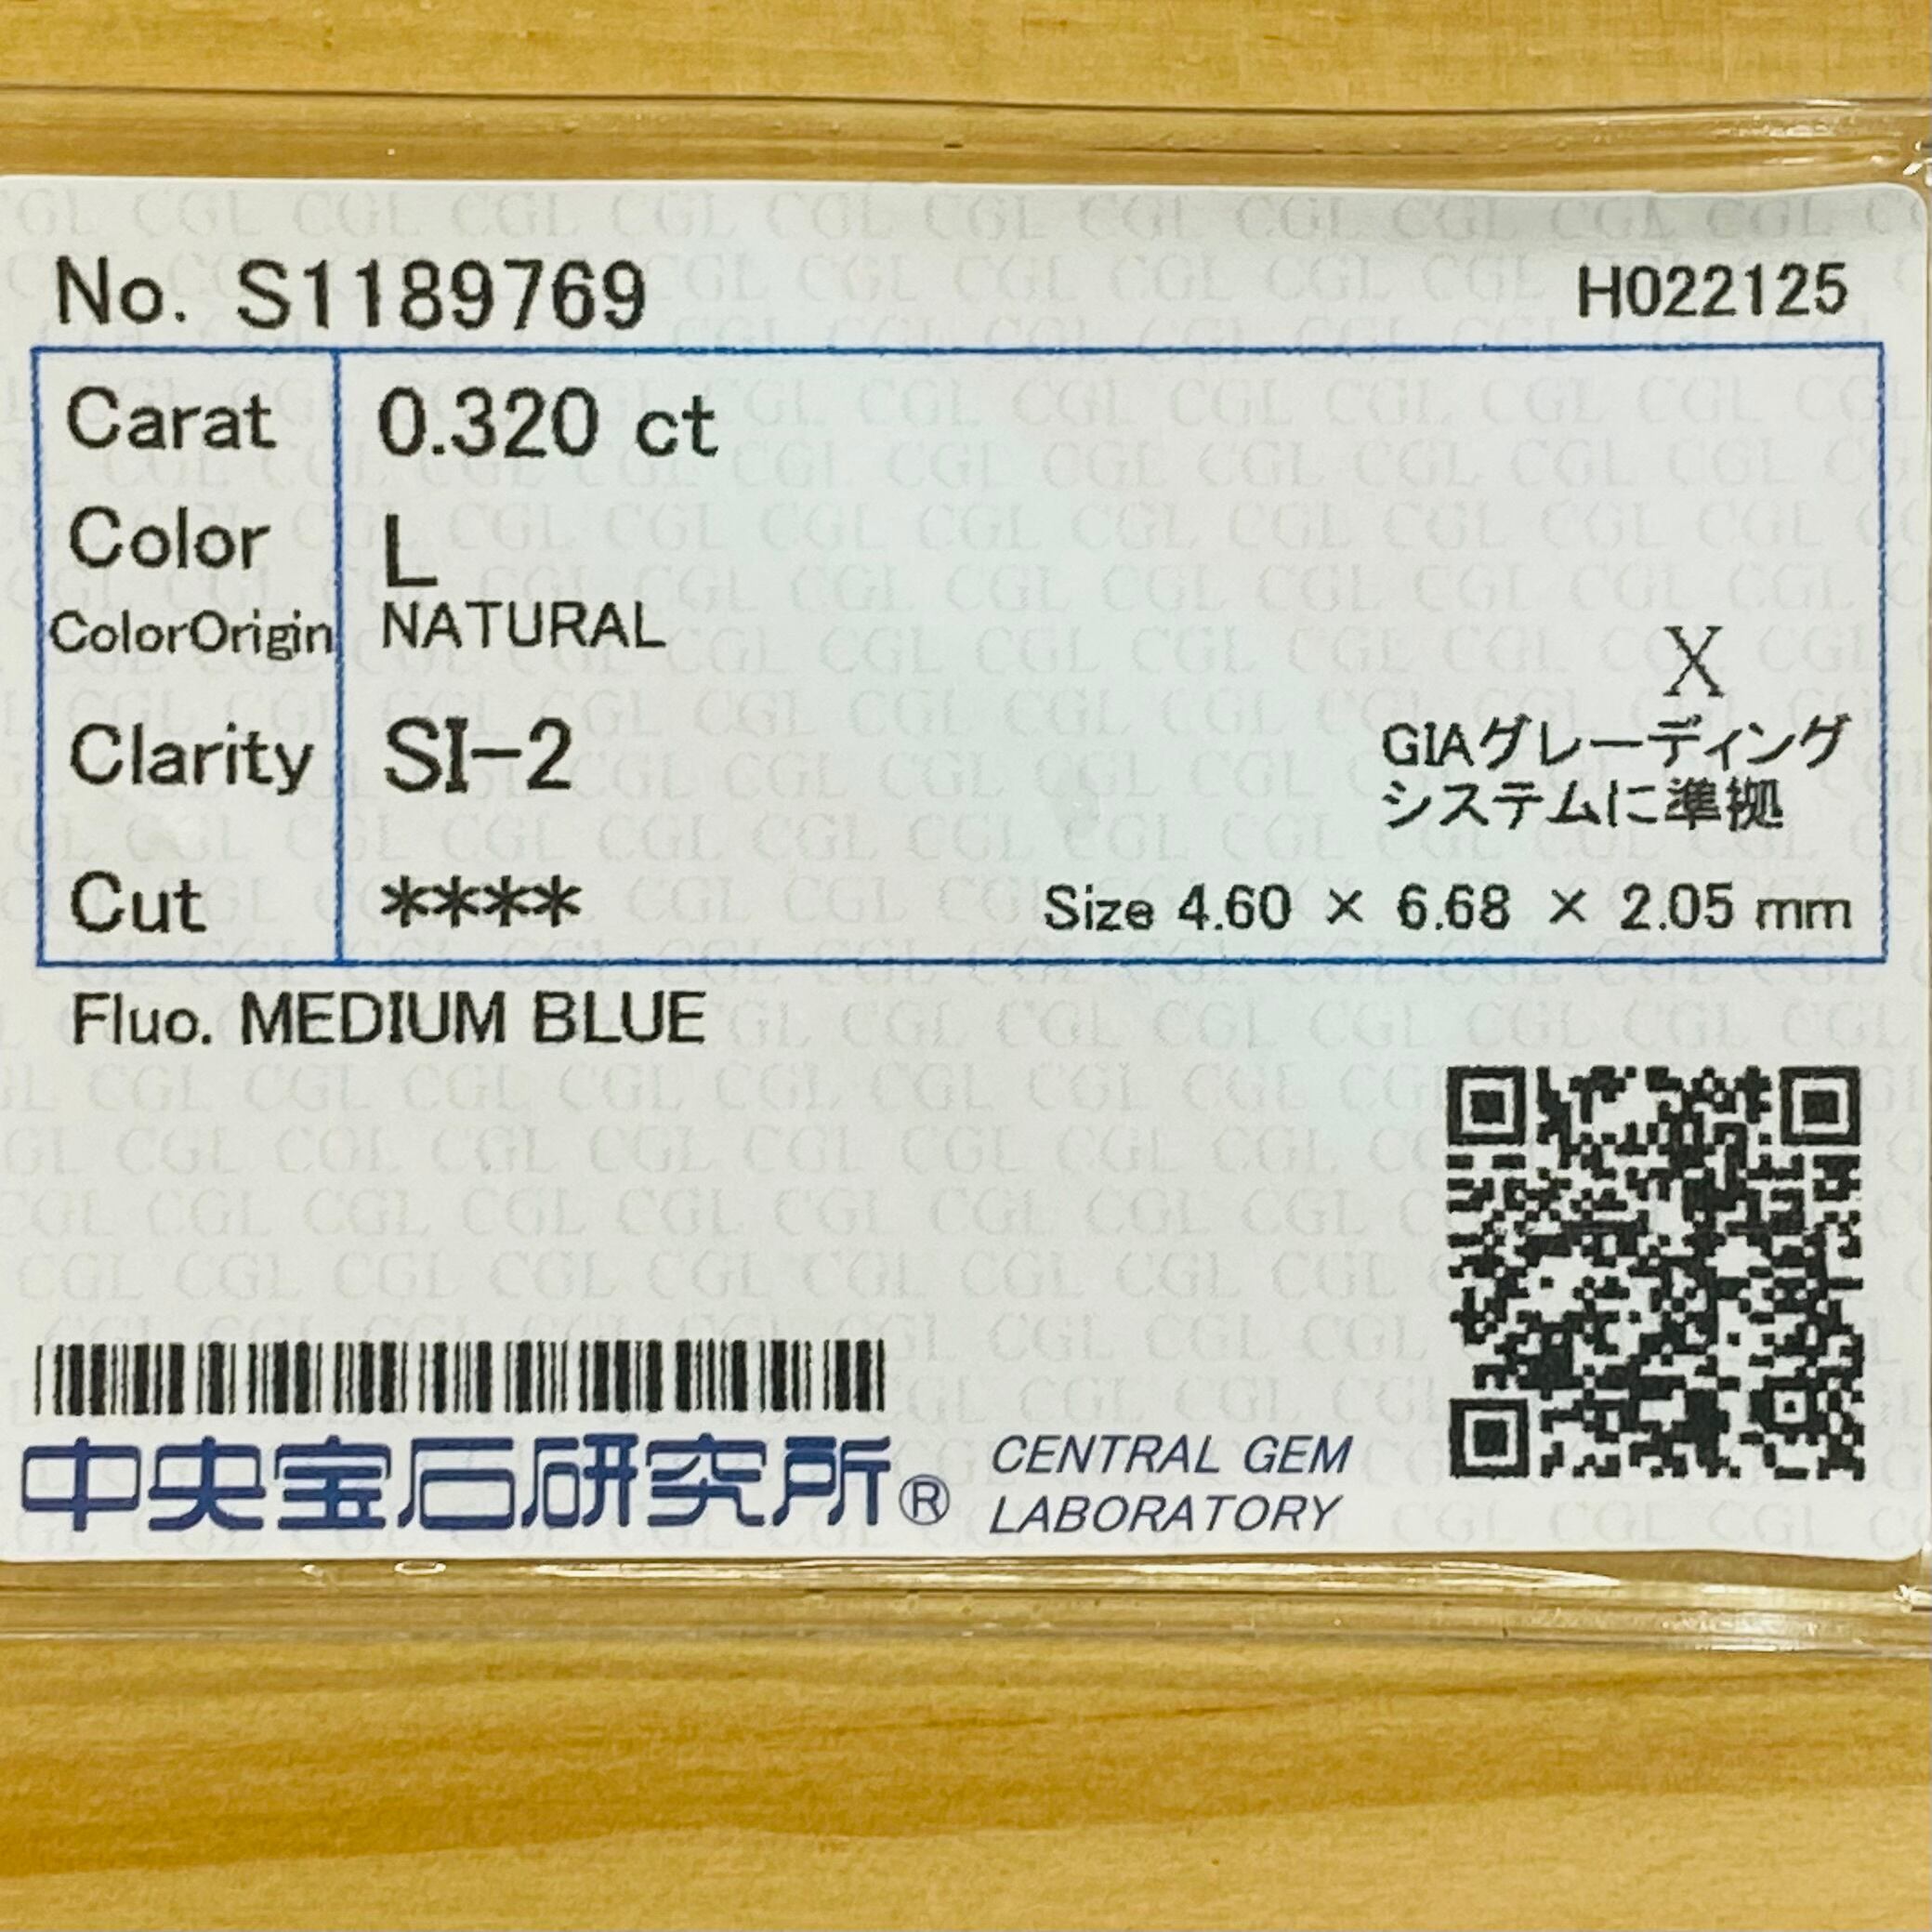 No. S1189769
H022125
Carat 0.320 ct
Color L
ColorOrigin NATURAL
X
Clarity SI-2
GIAグレーディング
システムに準拠
Cut ****
Size 4.60 × 6.68 × 2.05 mm
Fluo. MEDIUM BLUE
中央宝石研究所®
CENTRAL GEM
LABORATORY